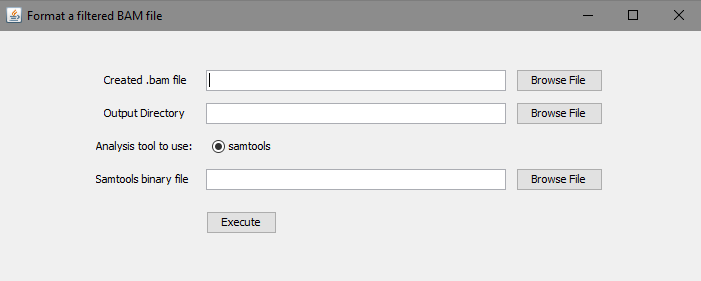 Format a filtered BAM file
Created .bam file Browse File
Output Directory Browse File
Analysis tool to use: samtools
Samtools binary file Browse File
Execute